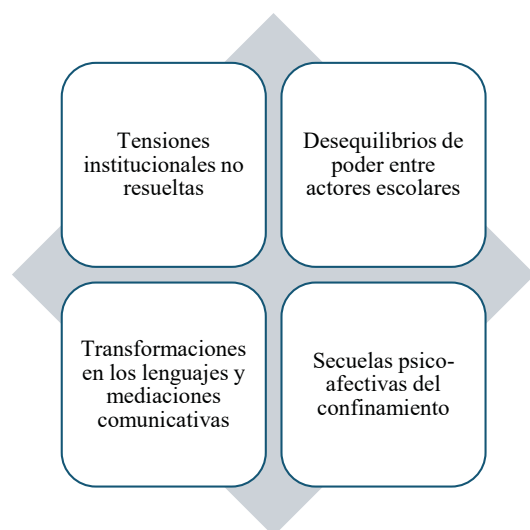 Tensiones
institucionales no
resueltas
Desequilibrios de
poder entre
actores escolares
Transformaciones
en los lenguajes y
mediaciones
comunicativas
Secuelas psico-
afectivas del
confinamiento